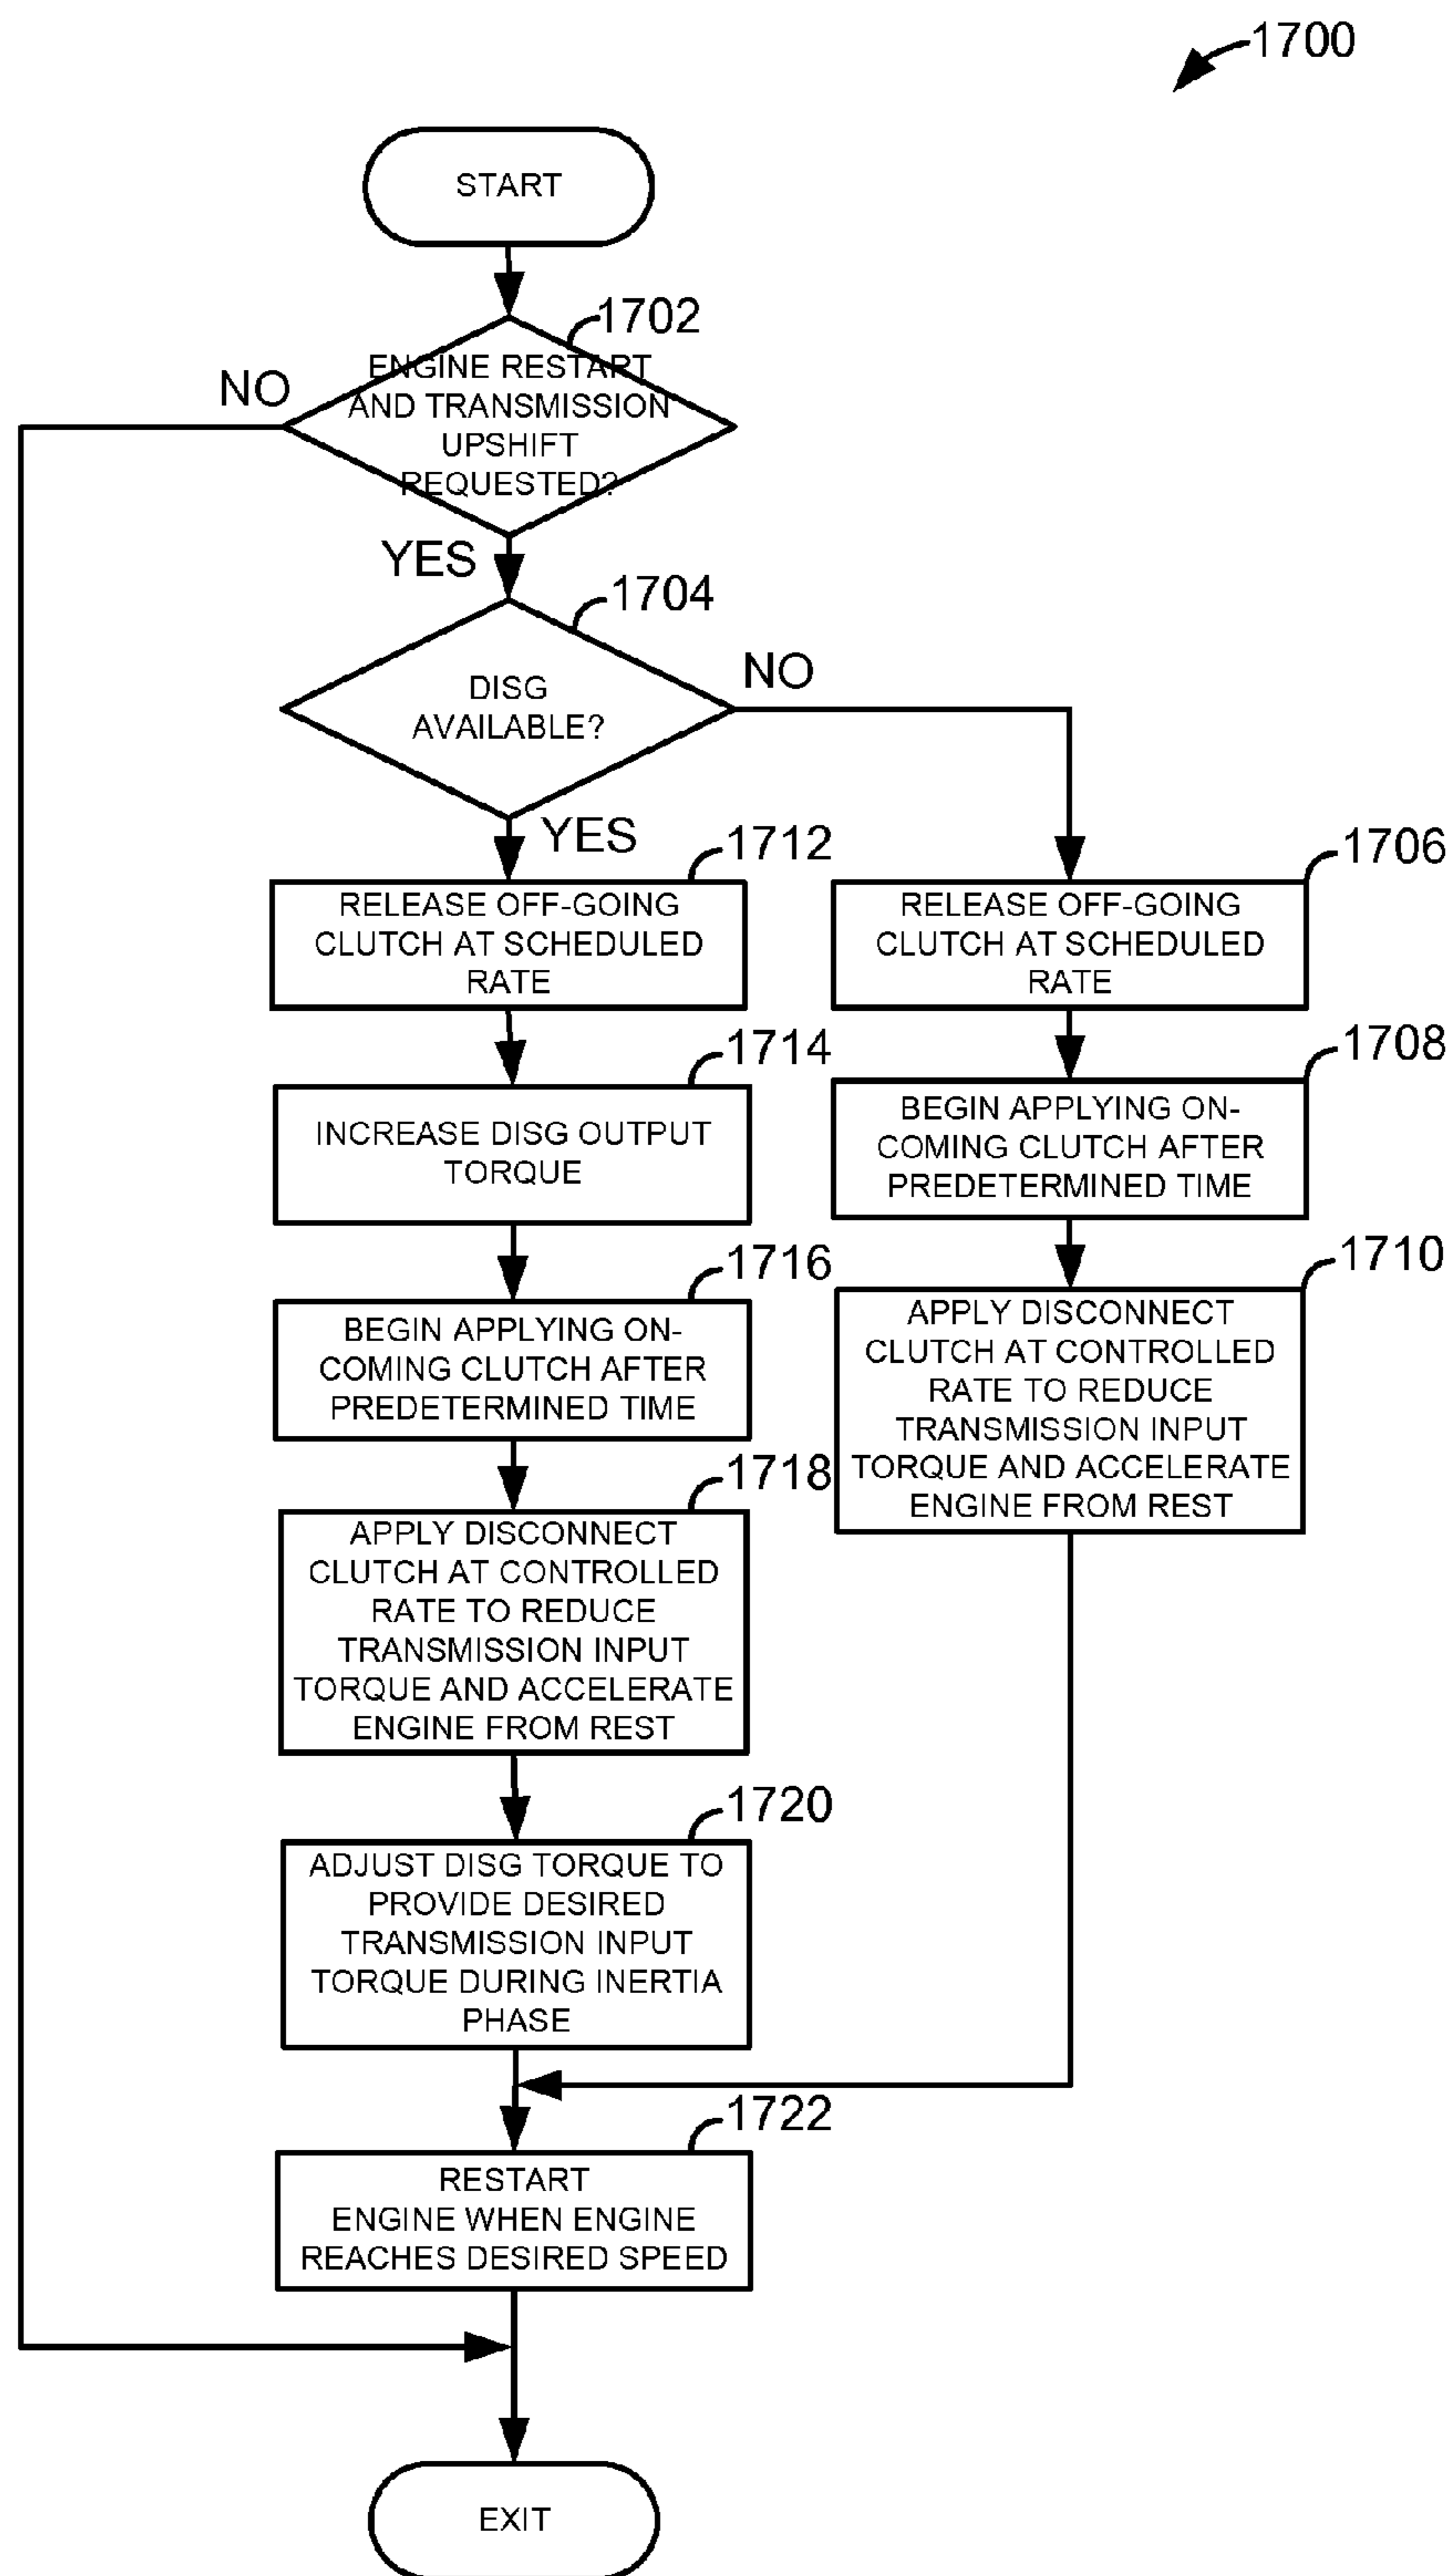 1700
START
1702
ENGINE RESTART
AND TRANSMISSION
UPSHIFT
REQUESTED?
NO
YES
1704
DISG
AVAILABLE?
NO
YES
1712
RELEASE OFF-GOING
CLUTCH AT SCHEDULED
RATE
1706
RELEASE OFF-GOING
CLUTCH AT SCHEDULED
RATE
1714
INCREASE DISG OUTPUT
TORQUE
1708
BEGIN APPLYING ON-
COMING CLUTCH AFTER
PREDETERMINED TIME
1716
BEGIN APPLYING ON-
COMING CLUTCH AFTER
PREDETERMINED TIME
1710
APPLY DISCONNECT
CLUTCH AT CONTROLLED
RATE TO REDUCE
TRANSMISSION INPUT
TORQUE AND ACCELERATE
ENGINE FROM REST
1718
APPLY DISCONNECT
CLUTCH AT CONTROLLED
RATE TO REDUCE
TRANSMISSION INPUT
TORQUE AND ACCELERATE
ENGINE FROM REST
1720
ADJUST DISG TORQUE TO
PROVIDE DESIRED
TRANSMISSION INPUT
TORQUE DURING INERTIA
PHASE
1722
RESTART
ENGINE WHEN ENGINE
REACHES DESIRED SPEED
EXIT